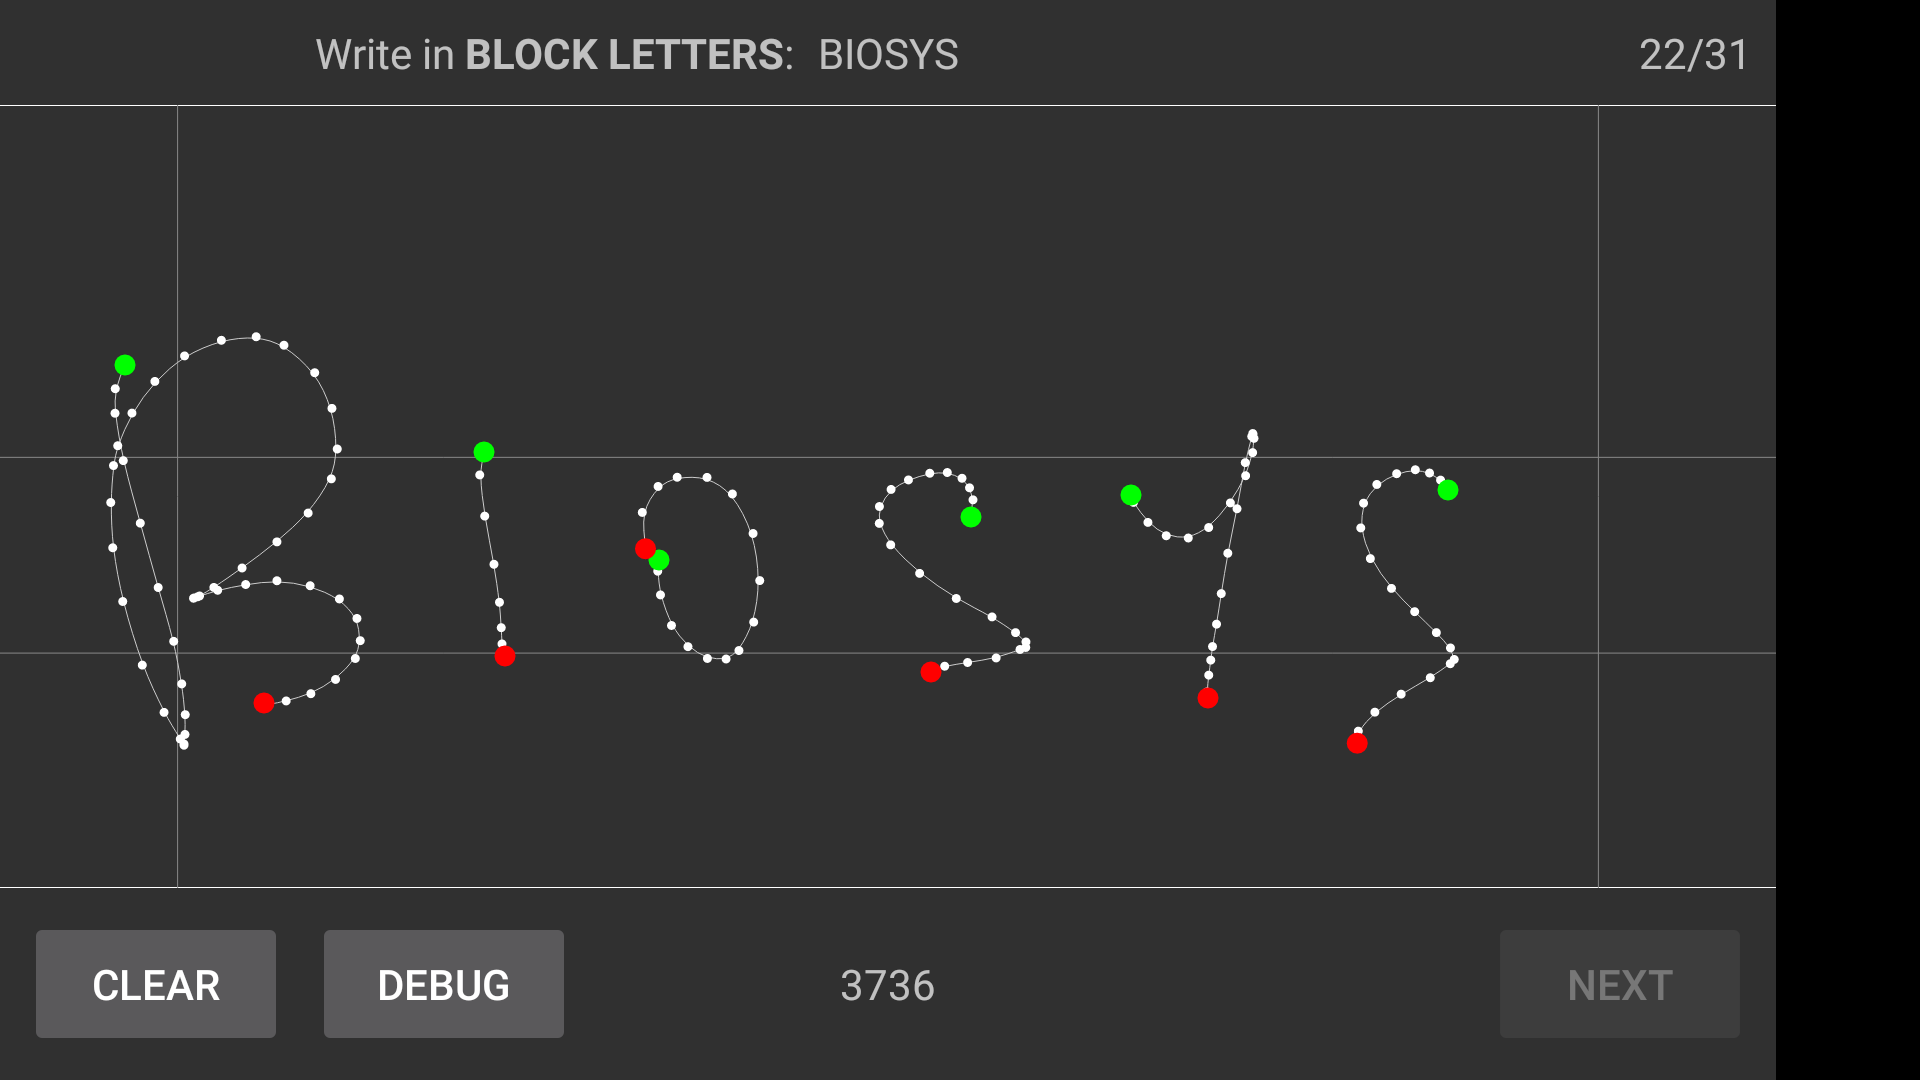 Write in BLOCK LETTERS: BIOSYS 22/31
BIOSYS
CLEAR DEBUG 3736 NEXT